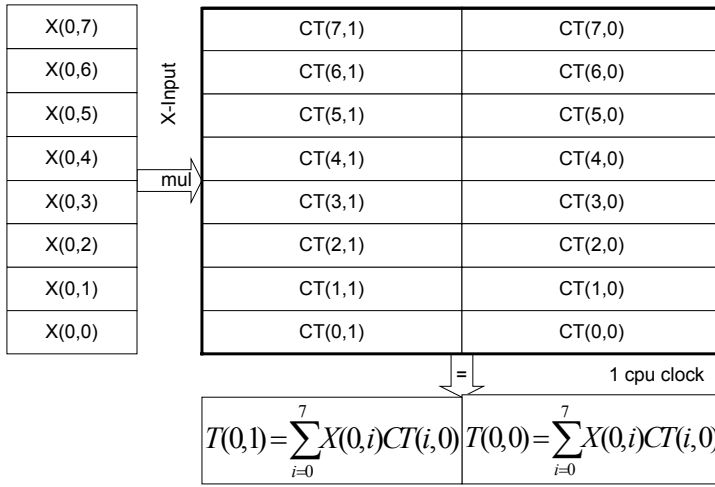 X(0,7) CT(7,1) CT(7,0)
X(0,6) CT(6,1) CT(6,0)
X(0,5) CT(5,1) CT(5,0)
X(0,4) CT(4,1) CT(4,0)
X(0,3) CT(3,1) CT(3,0)
X(0,2) CT(2,1) CT(2,0)
X(0,1) CT(1,1) CT(1,0)
X(0,0) CT(0,1) CT(0,0)
X-Input
mul
= 1 cpu clock
T(0,1) = \sum_{i=0}^{7} X(0,i)CT(i,0) T(0,0) = \sum_{i=0}^{7} X(0,i)CT(i,0)